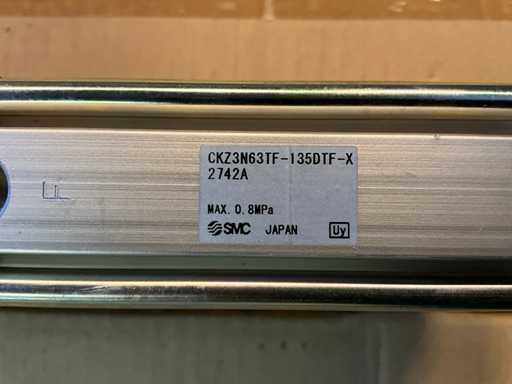 CKZ3N63TF-135DTF-X
2742A
MAX. 0.8MPa
SMC JAPAN Uy